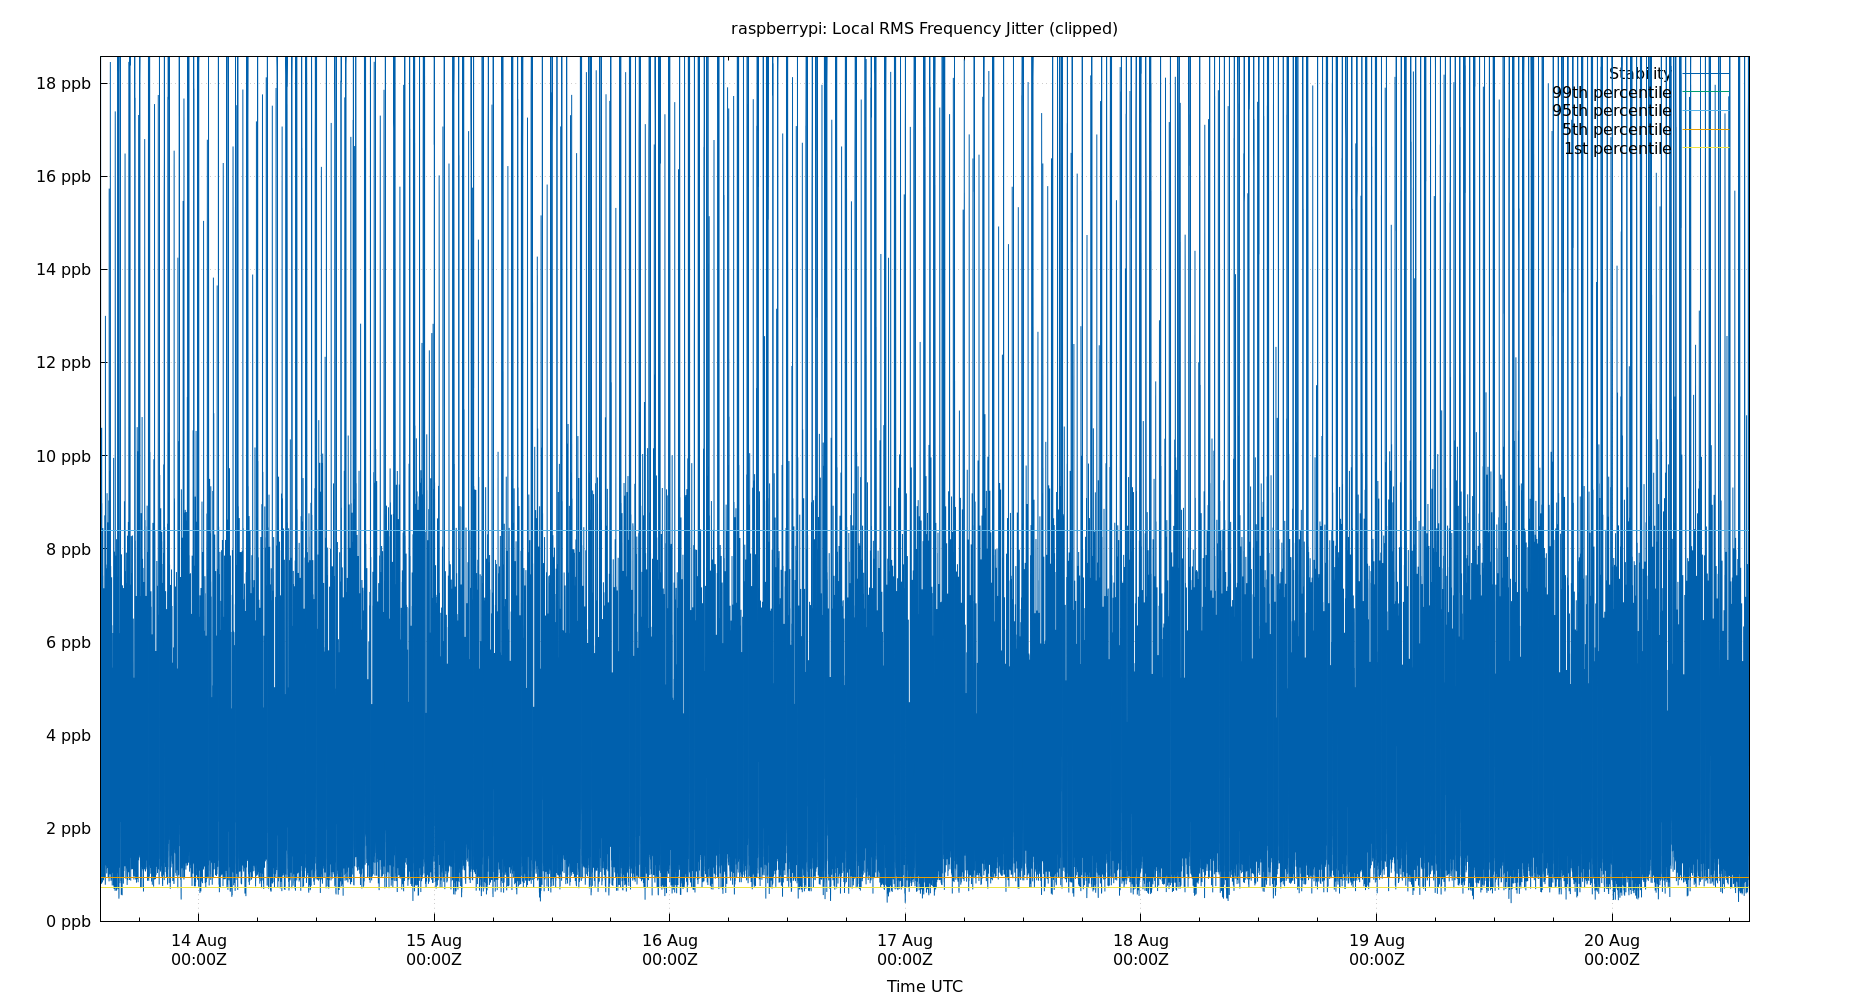 raspberrypi: Local RMS Frequency Jitter (clipped)
18 ppb
16 ppb
14 ppb
12 ppb
10 ppb
8 ppb
6 ppb
4 ppb
2 ppb
0 ppb
Stability
99th percentile
95th percentile
5th percentile
1st percentile
14 Aug 15 Aug 16 Aug 17 Aug 18 Aug 19 Aug 20 Aug
00:00Z 00:00Z 00:00Z 00:00Z 00:00Z 00:00Z 00:00Z
Time UTC